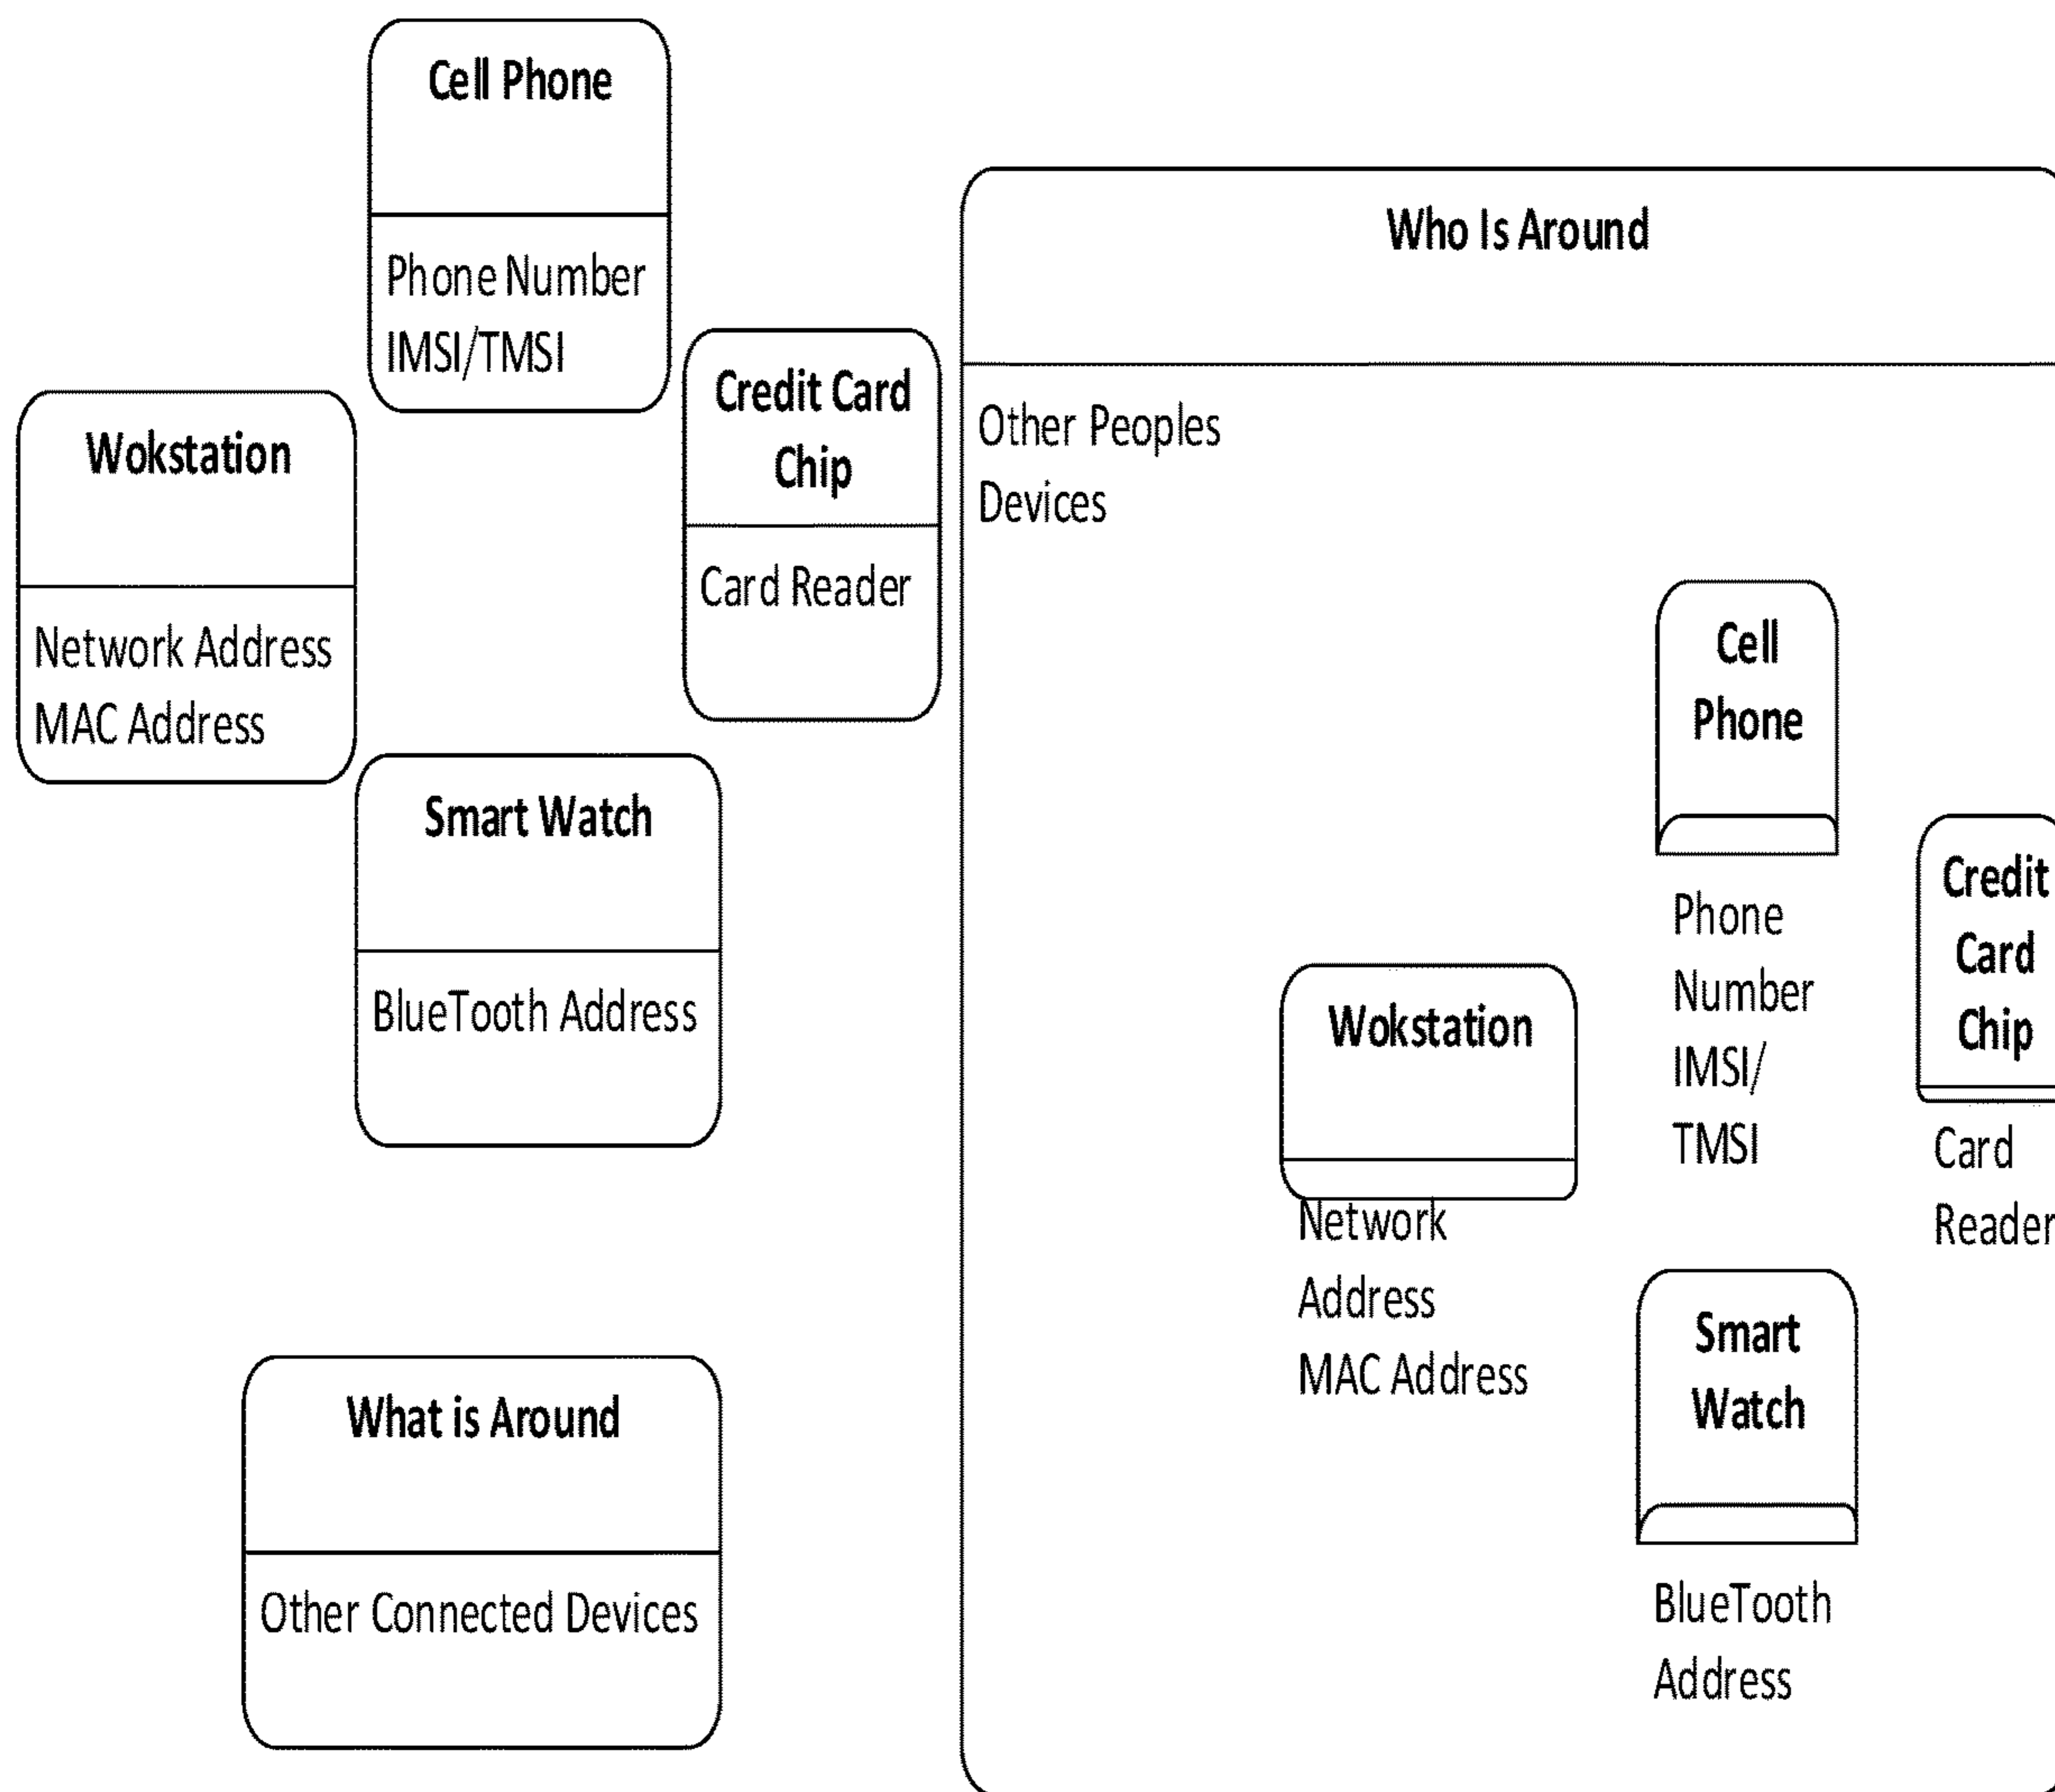 Cell Phone
Phone Number
IMSI/TMSI
Wokstation
Network Address
MAC Address
Credit Card
Chip
Card Reader
Smart Watch
BlueTooth Address
What is Around
Other Connected Devices
Who Is Around
Other Peoples
Devices
Cell
Phone
Phone
Number
IMSI/
TMSI
Wokstation
Network
Address
MAC Address
Credit
Card
Chip
Card
Reader
Smart
Watch
BlueTooth
Address